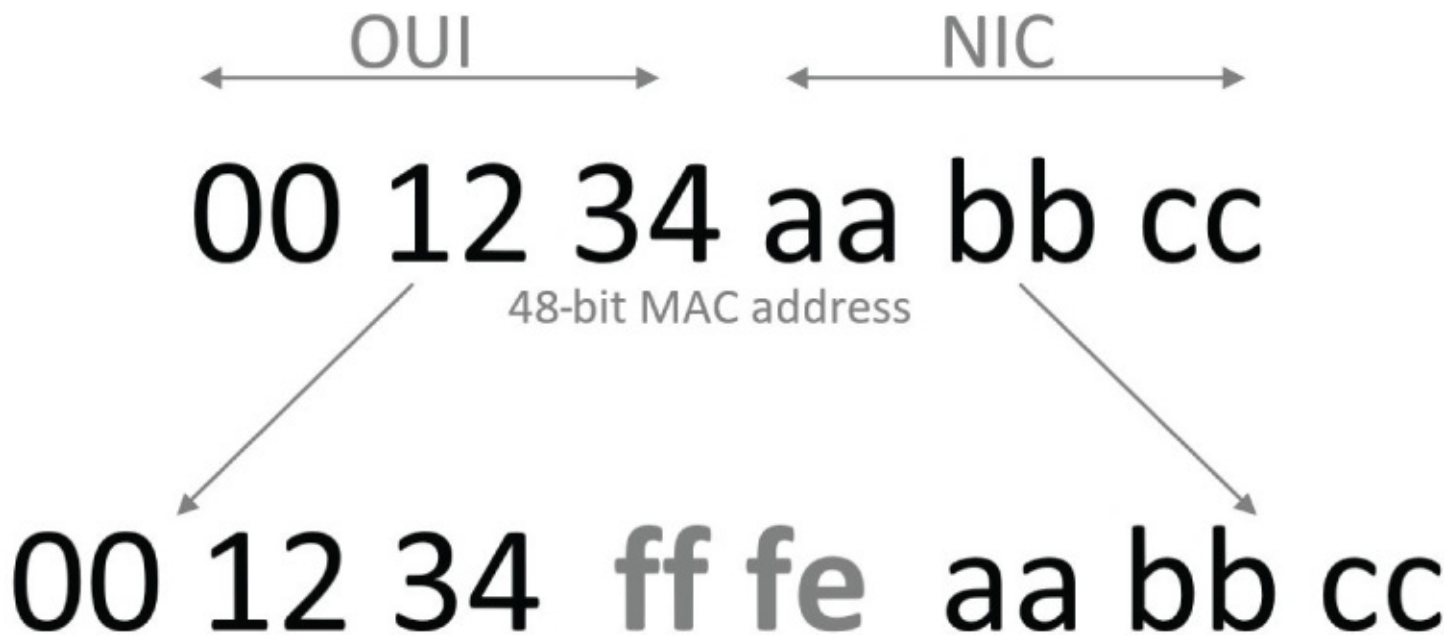 OUI NIC
00 12 34 aa bb cc
48-bit MAC address
00 12 34 ff fe aa bb cc